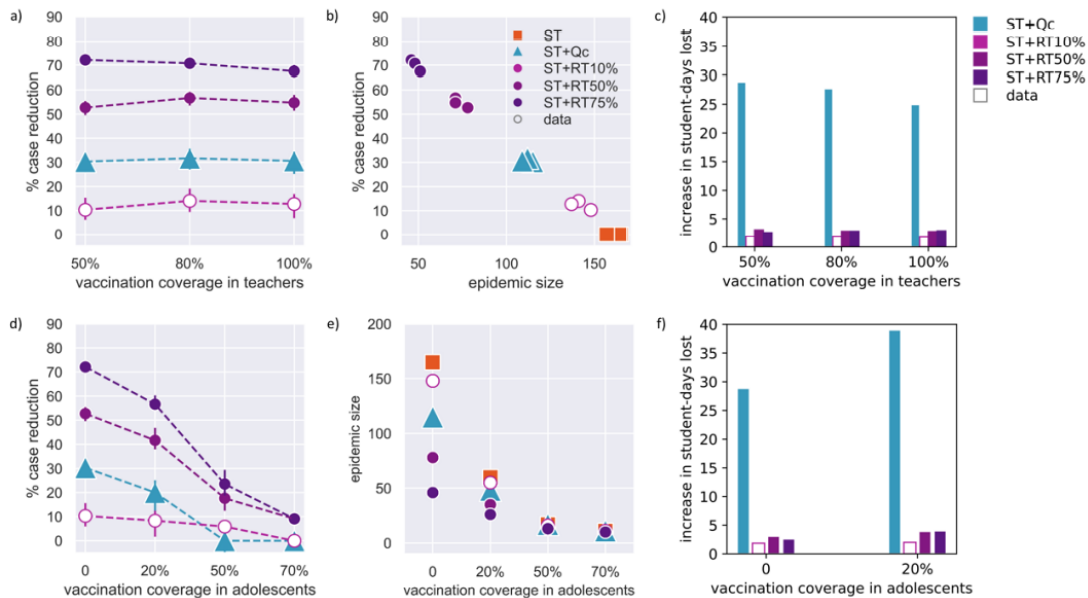 a)
% case reduction
90
80
70
60
50
40
30
20
10
0
50%
80%
100%
vaccination coverage in teachers
b)
% case reduction
90
80
70
60
50
40
30
20
10
0
50
100
150
epidemic size
ST
ST+Qc
ST+RT10%
ST+RT50%
ST+RT75%
data
c)
increase in student-days lost
40
35
30
25
20
15
10
5
0
50%
80%
100%
vaccination coverage in teachers
ST+Qc
ST+RT10%
ST+RT50%
ST+RT75%
data
d)
% case reduction
90
80
70
60
50
40
30
20
10
0
0
20%
50%
70%
vaccination coverage in adolescents
e)
epidemic size
200
150
100
50
0
0
20%
50%
70%
vaccination coverage in adolescents
f)
increase in student-days lost
40
35
30
25
20
15
10
5
0
0
20%
vaccination coverage in adolescents